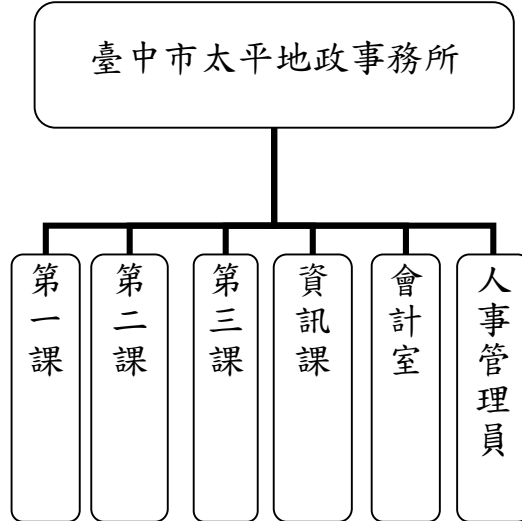 臺中市太平地政事務所
第一課
第二課
第三課
資訊課
會計室
人事管理員